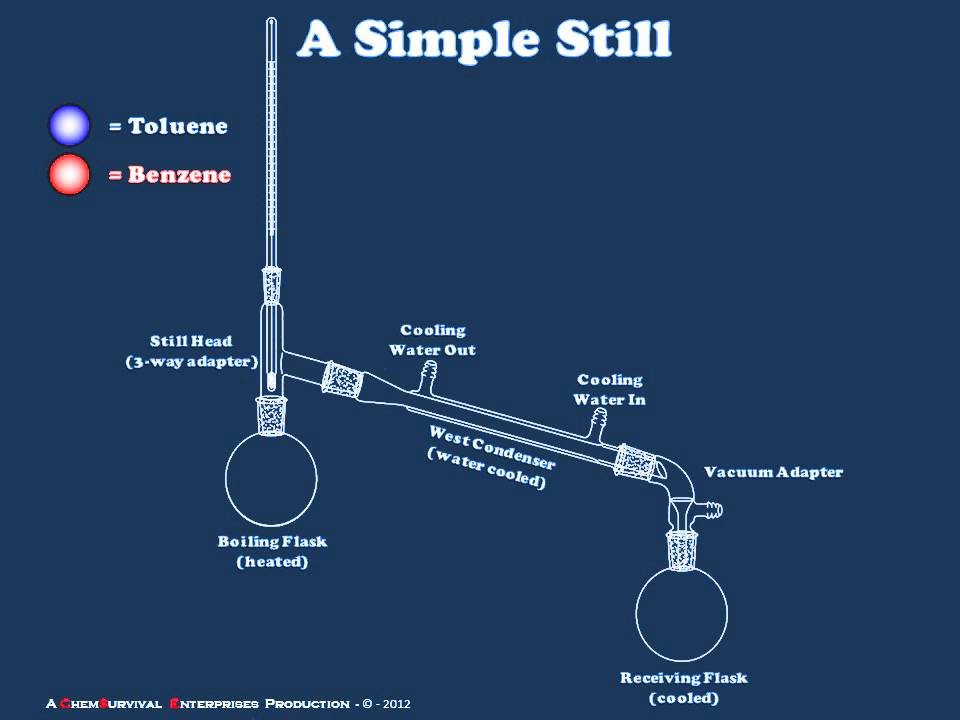 A Simple Still
= Toluene
= Benzene
Still Head
(3-way adapter)
Cooling
Water Out
Cooling
Water In
West Condenser
(water cooled)
Vacuum Adapter
Boiling Flask
(heated)
Receiving Flask
(cooled)
A ChemSurvival Enterprises Production - © - 2012